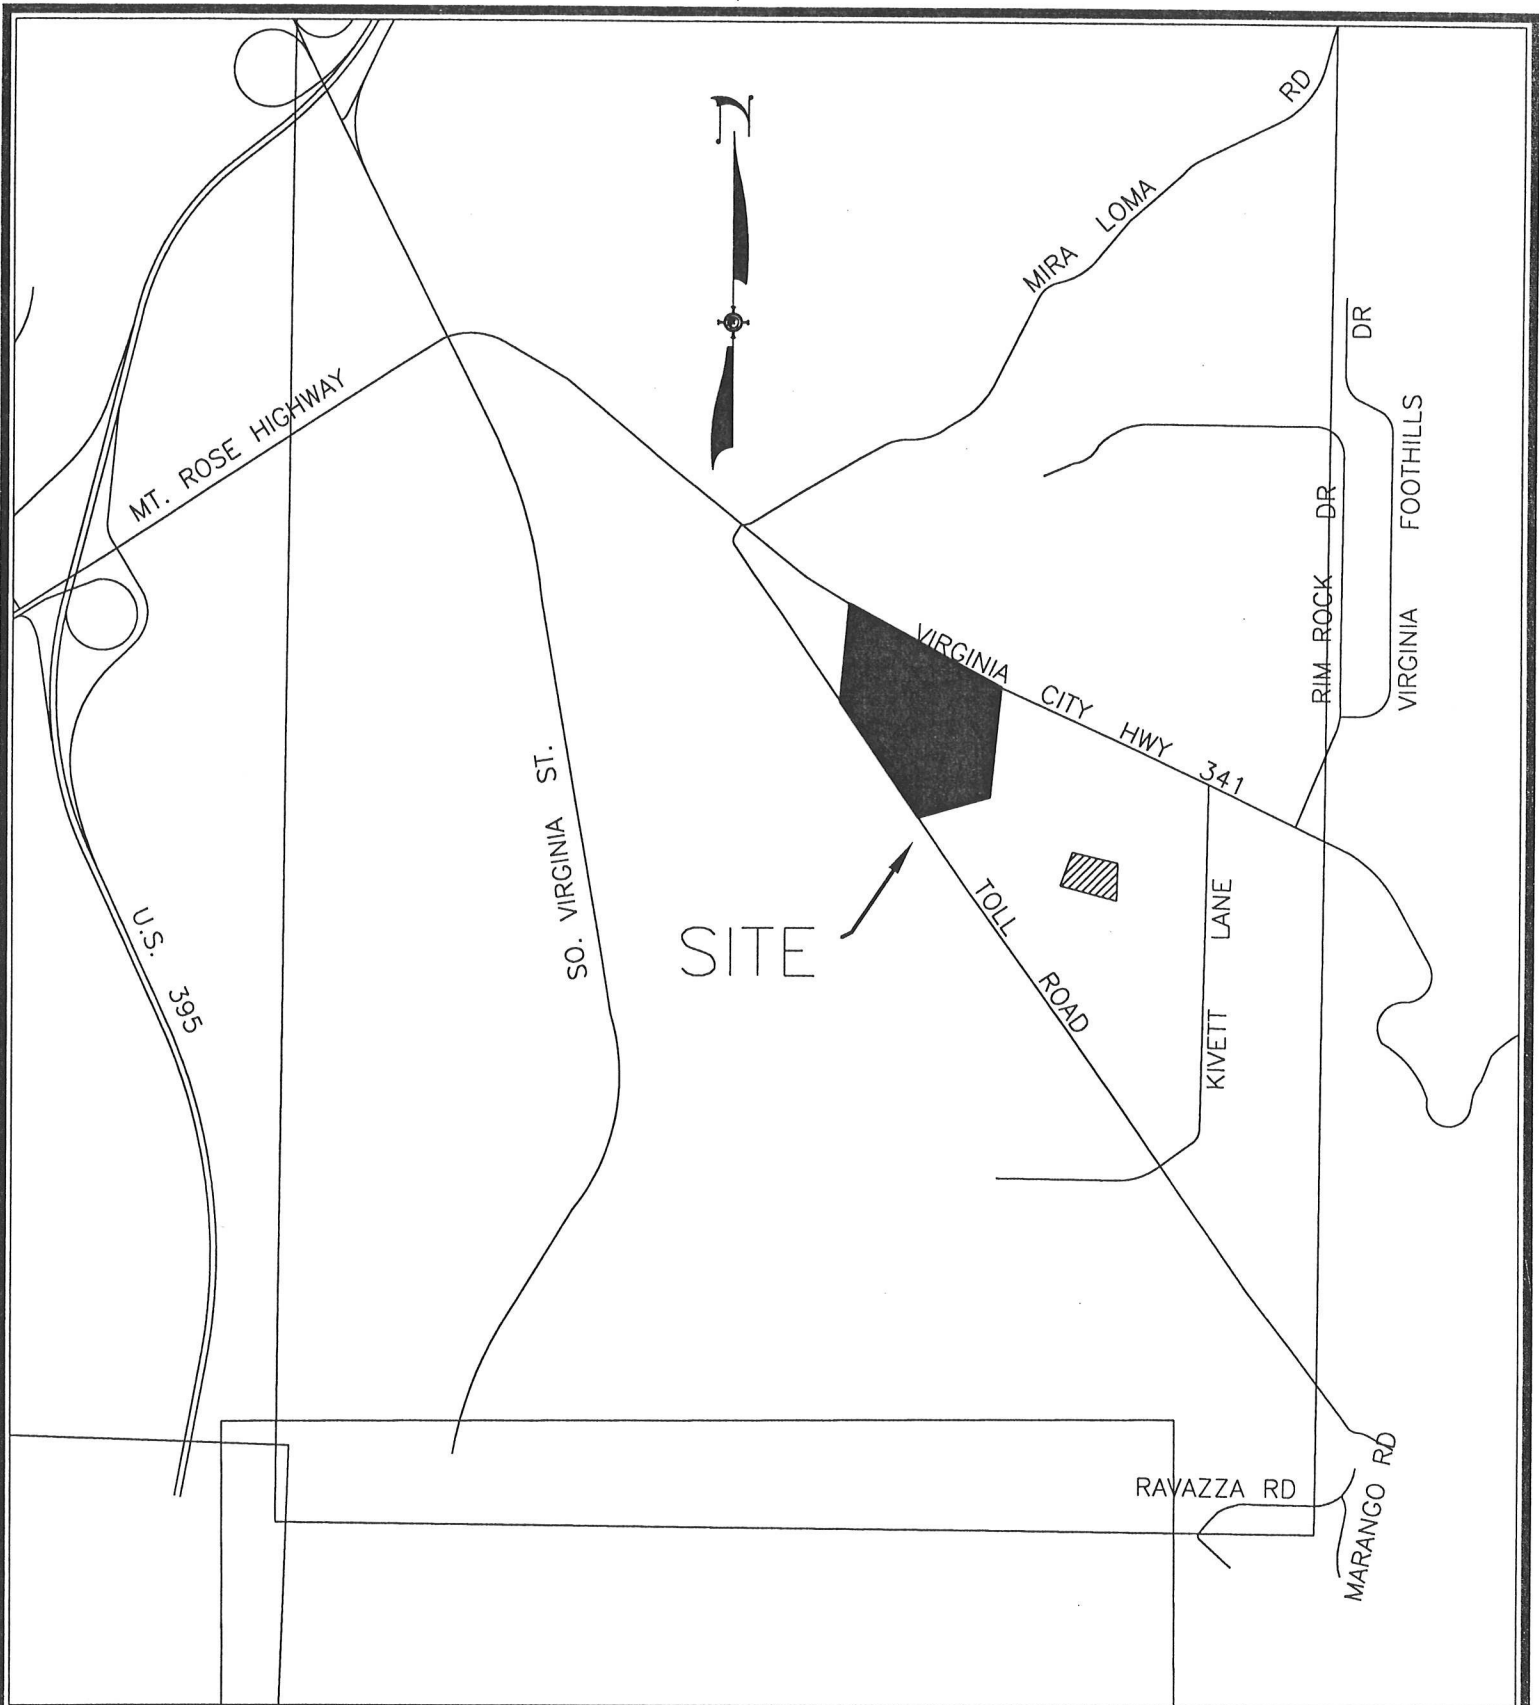 N
MIRA LOMA RD
MT. ROSE HIGHWAY
VIRGINIA FOOTHILLS DR
RIM ROCK DR
VIRGINIA CITY HWY 341
SO. VIRGINIA ST.
U.S. 395
SITE
TOLL ROAD
KIVETT LANE
RAVAZZA RD
MARANGO RD